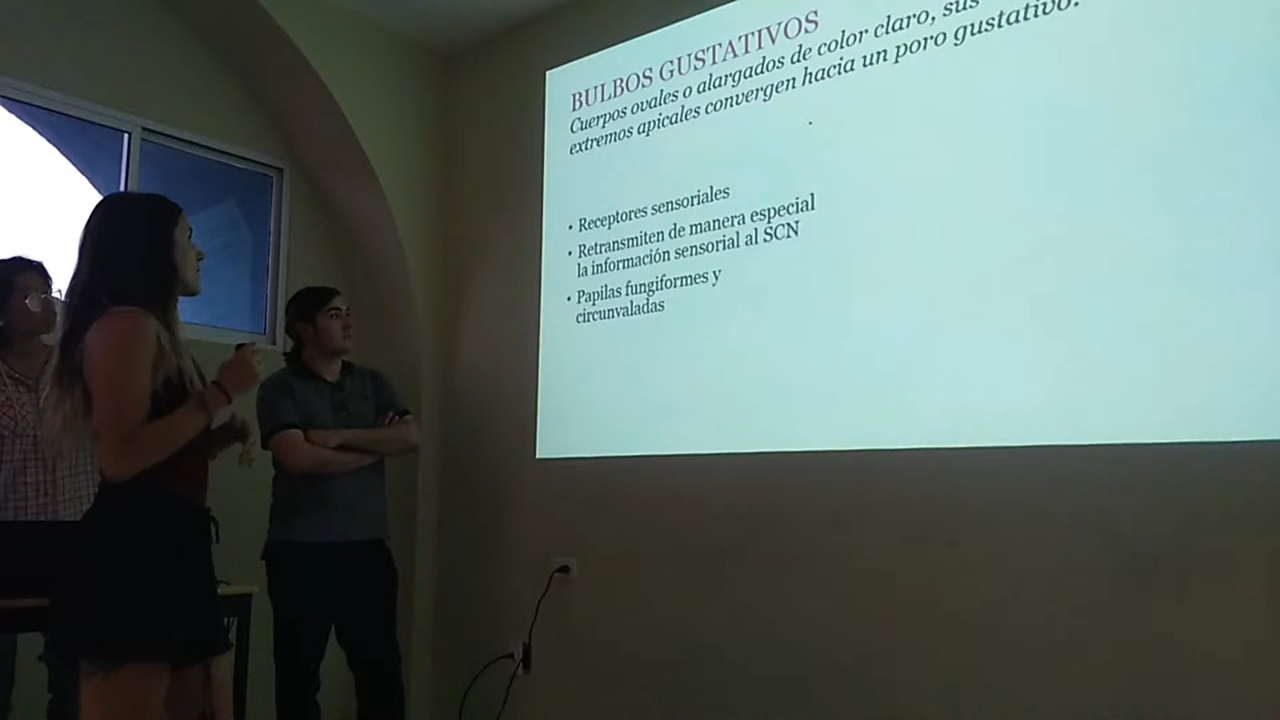 BULBOS GUSTATIVOS
Cuerpos ovales o alargados de color claro, sus
extremos apicales convergen hacia un poro gustativo.
• Receptores sensoriales
• Retransmiten de manera especial
la información sensorial al SCN
• Papilas fungiformes y
circunvaladas